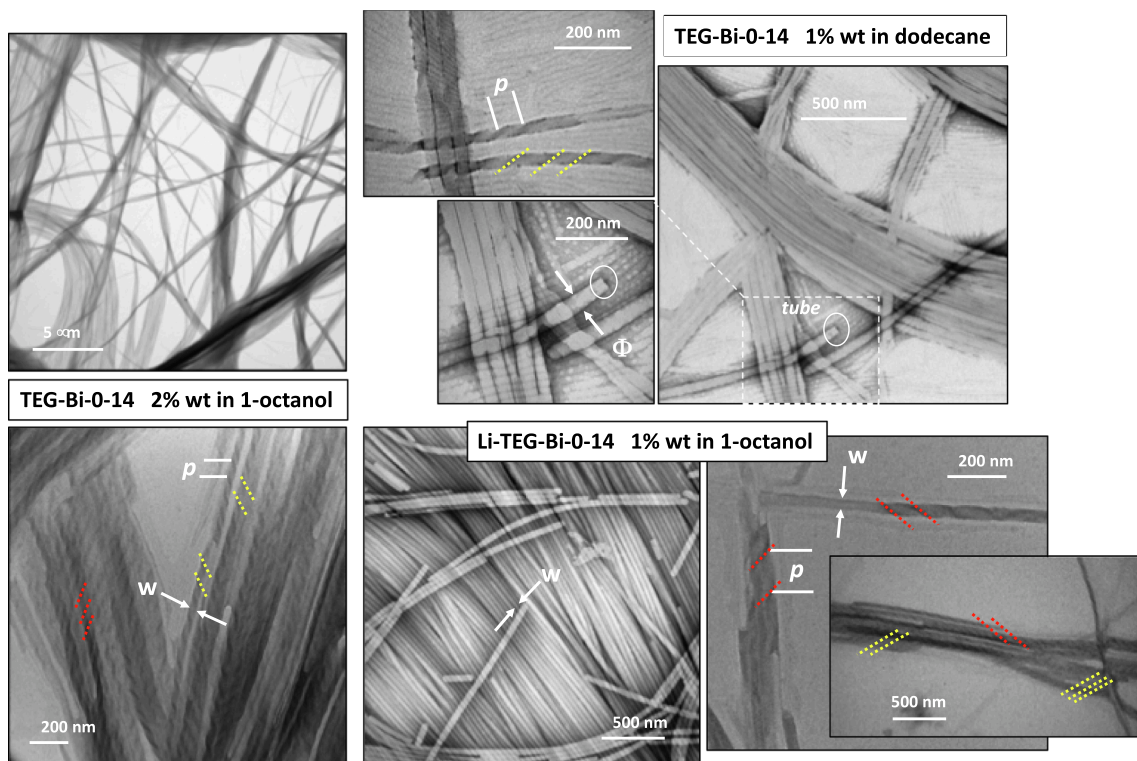 TEG-Bi-0-14 1% wt in dodecane
200 nm
p
500 nm
200 nm
Φ
tube
5 ∝m
TEG-Bi-0-14 2% wt in 1-octanol
Li-TEG-Bi-0-14 1% wt in 1-octanol
p
w
200 nm
w
500 nm
w
200 nm
p
500 nm